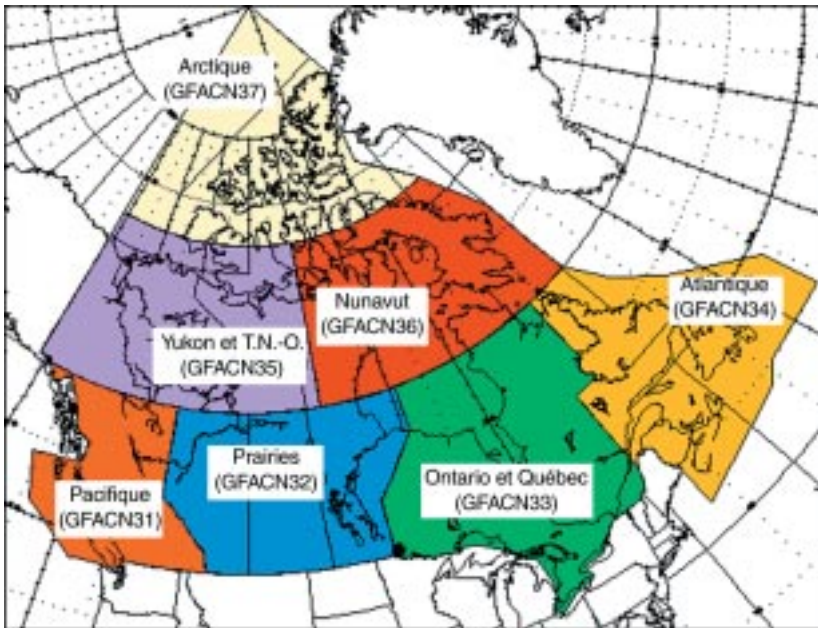 Arctique
(GFACN37)
Nunavut
(GFACN36)
Atlantique
(GFACN34)
Yukon et T.N.-O.
(GFACN35)
Prairies
(GFACN32)
Ontario et Québec
(GFACN33)
Pacifique
(GFACN31)